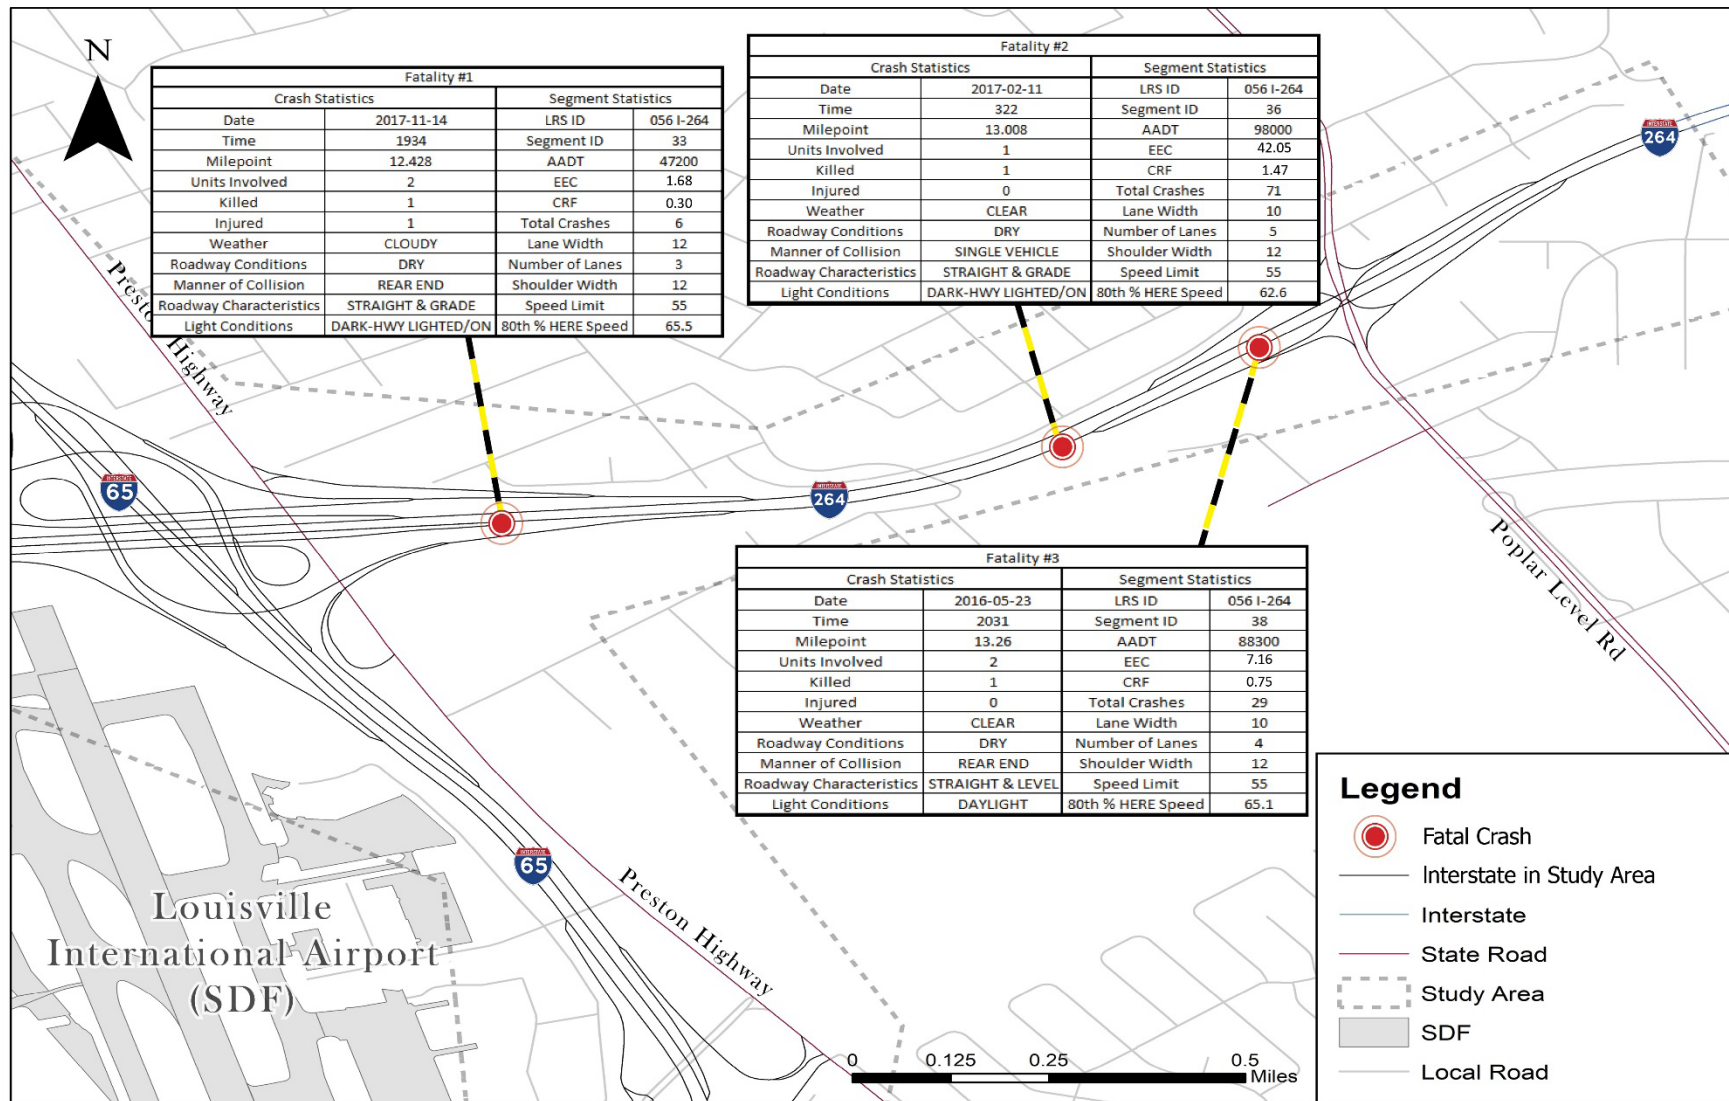 N
Fatality #1
Crash Statistics Segment Statistics
Date 2017-11-14 LRS ID 056 I-264
Time 1934 Segment ID 33
Milepoint 12.428 AADT 47200
Units Involved 2 EEC 1.68
Killed 1 CRF 0.30
Injured 1 Total Crashes 6
Weather CLOUDY Lane Width 12
Roadway Conditions DRY Number of Lanes 3
Manner of Collision REAR END Shoulder Width 12
Roadway Characteristics STRAIGHT & GRADE Speed Limit 55
Light Conditions DARK-HWY LIGHTED/ON 80th % HERE Speed 65.5
Fatality #2
Crash Statistics Segment Statistics
Date 2017-02-11 LRS ID 056 I-264
Time 322 Segment ID 36
Milepoint 13.008 AADT 98000
Units Involved 1 EEC 42.05
Killed 1 CRF 1.47
Injured 0 Total Crashes 71
Weather CLEAR Lane Width 10
Roadway Conditions DRY Number of Lanes 5
Manner of Collision SINGLE VEHICLE Shoulder Width 12
Roadway Characteristics STRAIGHT & GRADE Speed Limit 55
Light Conditions DARK-HWY LIGHTED/ON 80th % HERE Speed 62.6
INTERSTATE
264
Preston Highway
INTERSTATE
65
INTERSTATE
264
Poplar Level Rd
Fatality #3
Crash Statistics Segment Statistics
Date 2016-05-23 LRS ID 056 I-264
Time 2031 Segment ID 38
Milepoint 13.26 AADT 88300
Units Involved 2 EEC 7.16
Killed 1 CRF 0.75
Injured 0 Total Crashes 29
Weather CLEAR Lane Width 10
Roadway Conditions DRY Number of Lanes 4
Manner of Collision REAR END Shoulder Width 12
Roadway Characteristics STRAIGHT & LEVEL Speed Limit 55
Light Conditions DAYLIGHT 80th % HERE Speed 65.1
INTERSTATE
65
Preston Highway
Louisville
International Airport
(SDF)
0 0.125 0.25 0.5
Miles
Legend
Fatal Crash
Interstate in Study Area
Interstate
State Road
Study Area
SDF
Local Road